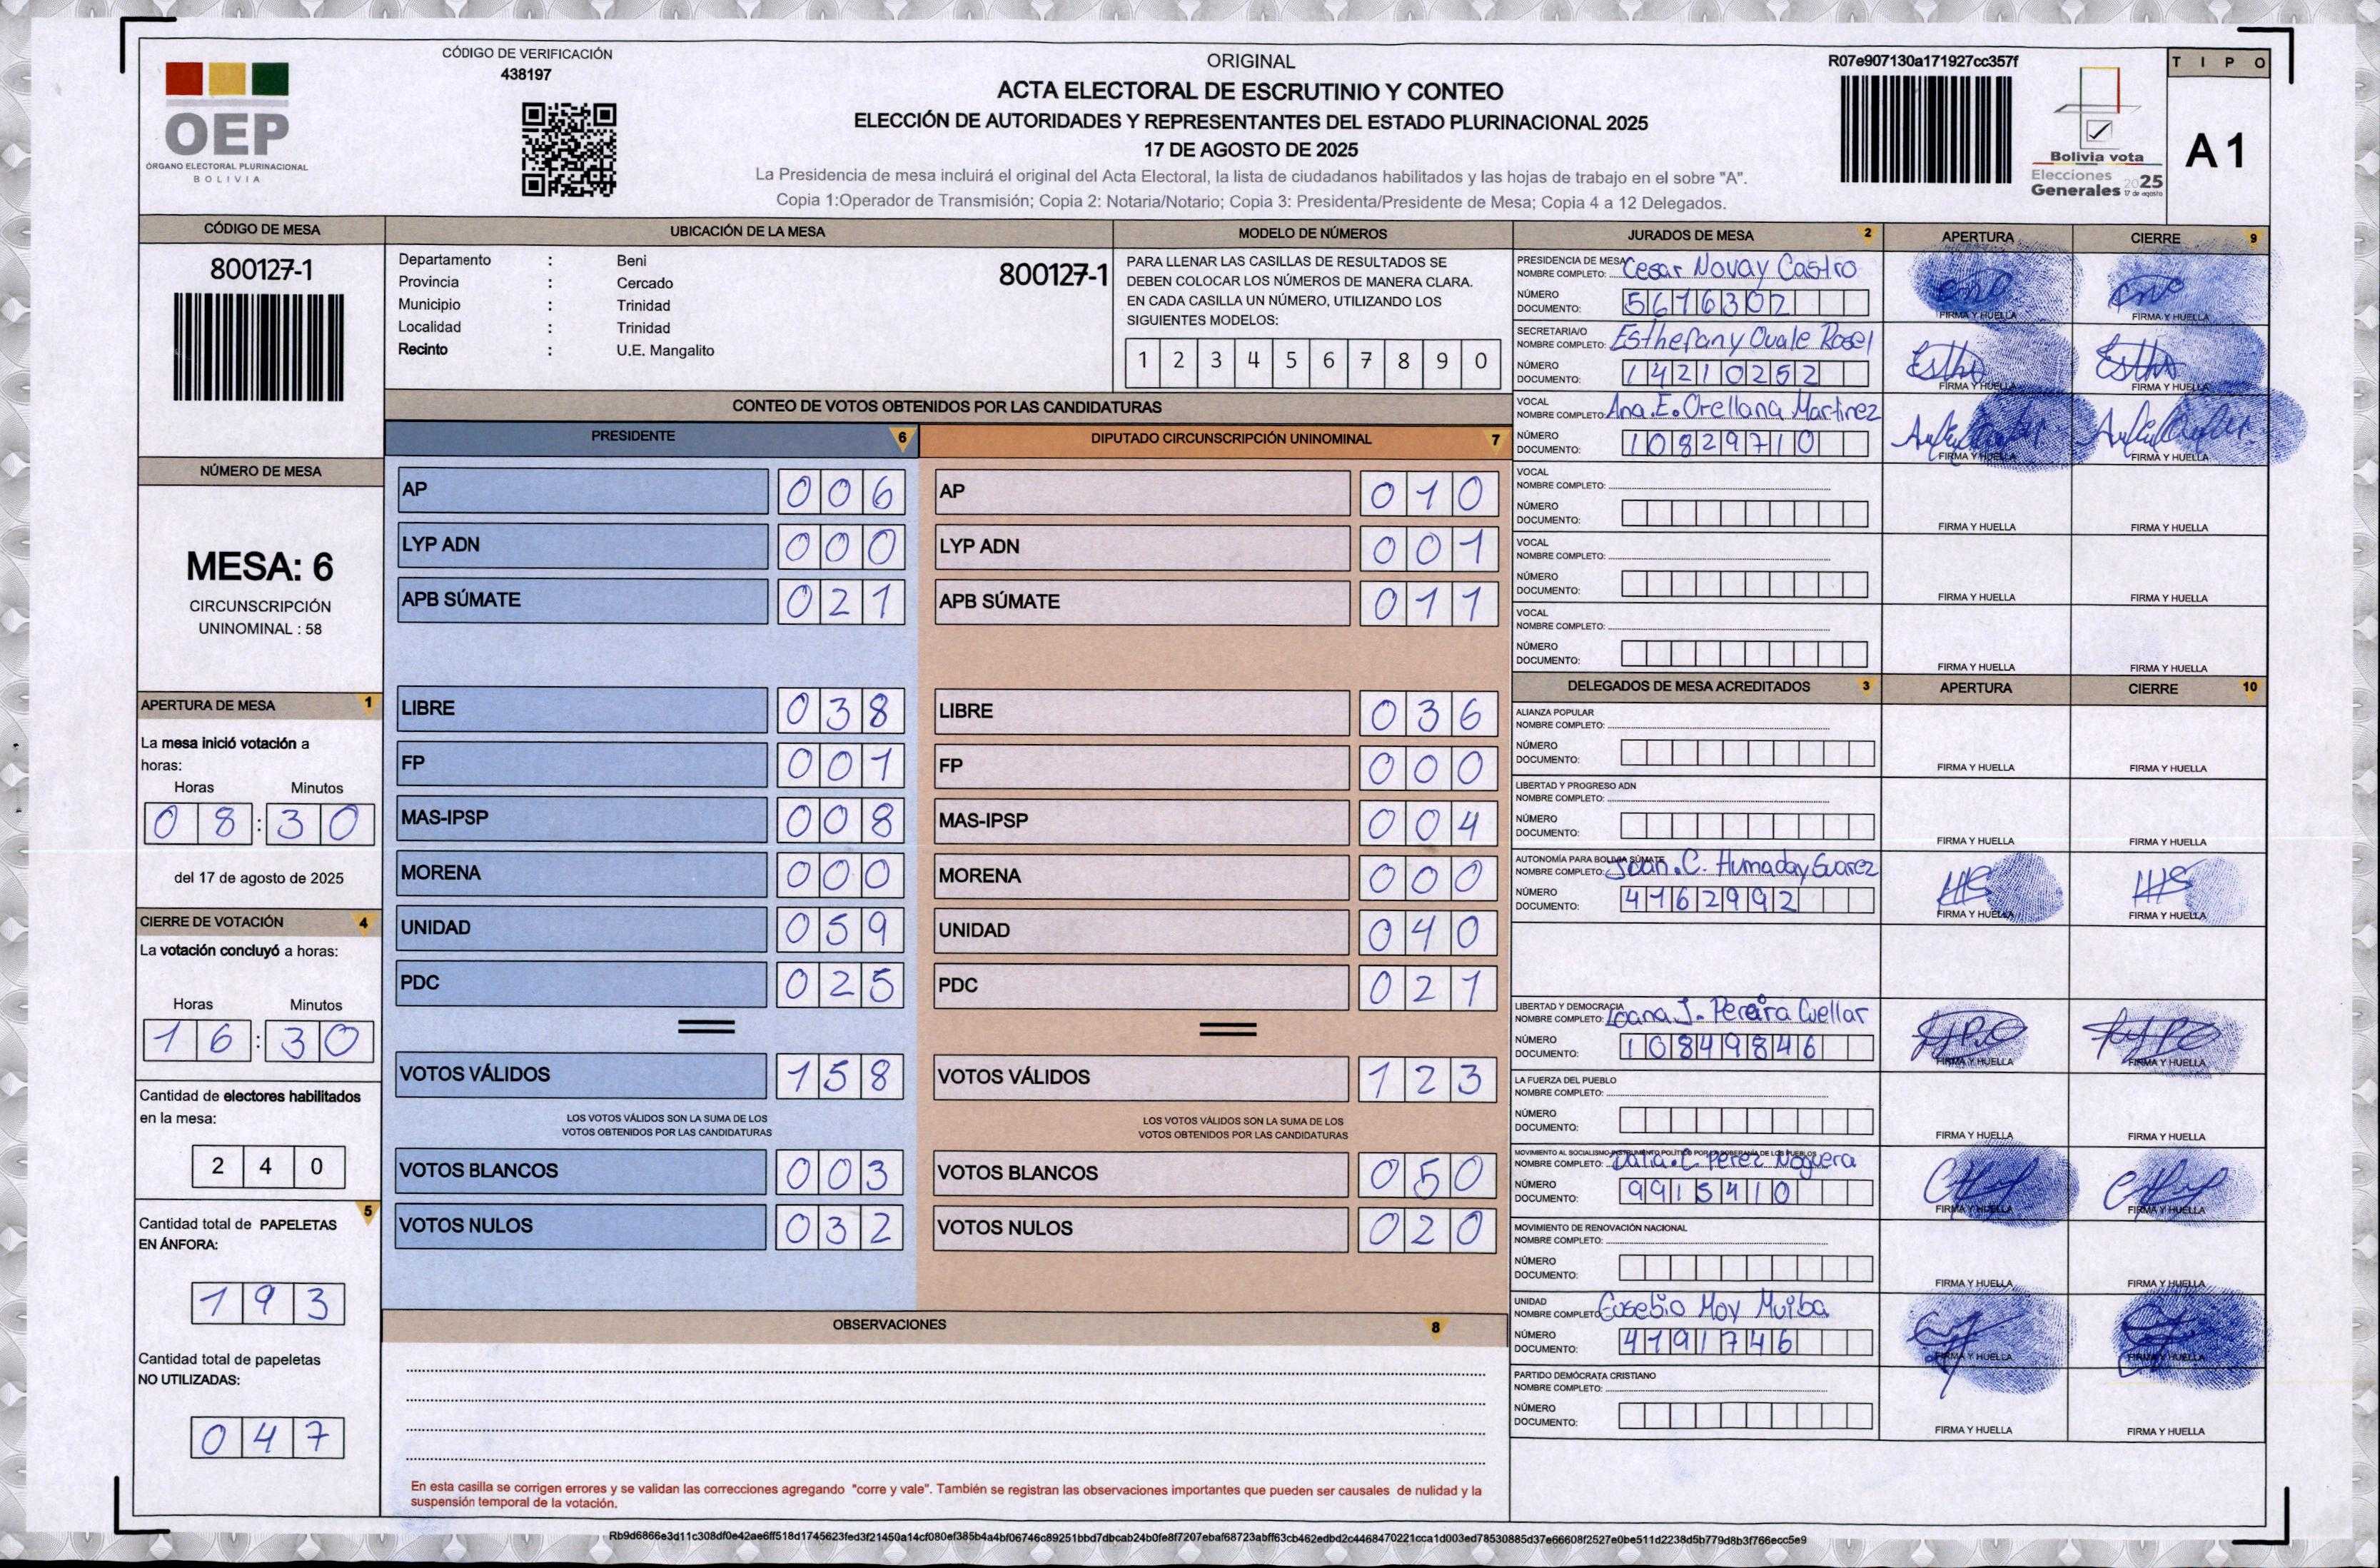 CÓDIGO DE VERIFICACIÓN
438197
OEP
ÓRGANO ELECTORAL PLURINACIONAL
BOLIVIA
ORIGINAL
ACTA ELECTORAL DE ESCRUTINIO Y CONTEO
ELECCIÓN DE AUTORIDADES Y REPRESENTANTES DEL ESTADO PLURINACIONAL 2025
17 DE AGOSTO DE 2025
La Presidencia de mesa incluirá el original del Acta Electoral, la lista de ciudadanos habilitados y las hojas de trabajo en el sobre "A".
Copia 1:Operador de Transmisión; Copia 2: Notaria/Notario; Copia 3: Presidenta/Presidente de Mesa; Copia 4 a 12 Delegados.
R07e907130a171927cc357f
Bolivia vota
Elecciones
Generales 2025
17 de agosto
TIPO
A 1
CÓDIGO DE MESA
800127-1
NÚMERO DE MESA
MESA: 6
CIRCUNSCRIPCIÓN
UNINOMINAL : 58
APERTURA DE MESA 1
La mesa inició votación a
horas:
Horas Minutos
08:30
del 17 de agosto de 2025
CIERRE DE VOTACIÓN 4
La votación concluyó a horas:
Horas Minutos
16:30
Cantidad de electores habilitados
en la mesa:
240
5
Cantidad total de PAPELETAS
EN ÁNFORA:
193
Cantidad total de papeletas
NO UTILIZADAS:
047
UBICACIÓN DE LA MESA
Departamento : Beni
Provincia : Cercado
Municipio : Trinidad
Localidad : Trinidad
Recinto : U.E. Mangalito
800127-1
MODELO DE NÚMEROS
PARA LLENAR LAS CASILLAS DE RESULTADOS SE
DEBEN COLOCAR LOS NÚMEROS DE MANERA CLARA.
EN CADA CASILLA UN NÚMERO, UTILIZANDO LOS
SIGUIENTES MODELOS:
1 2 3 4 5 6 7 8 9 0
CONTEO DE VOTOS OBTENIDOS POR LAS CANDIDATURAS
PRESIDENTE 6
AP 006
LYP ADN 000
APB SÚMATE 021
LIBRE 038
FP 001
MAS-IPSP 008
MORENA 000
UNIDAD 059
PDC 025
VOTOS VÁLIDOS 158
LOS VOTOS VÁLIDOS SON LA SUMA DE LOS
VOTOS OBTENIDOS POR LAS CANDIDATURAS
VOTOS BLANCOS 003
VOTOS NULOS 032
DIPUTADO CIRCUNSCRIPCIÓN UNINOMINAL 7
AP 010
LYP ADN 001
APB SÚMATE 011
LIBRE 036
FP 000
MAS-IPSP 004
MORENA 000
UNIDAD 040
PDC 021
VOTOS VÁLIDOS 123
LOS VOTOS VÁLIDOS SON LA SUMA DE LOS
VOTOS OBTENIDOS POR LAS CANDIDATURAS
VOTOS BLANCOS 050
VOTOS NULOS 020
OBSERVACIONES 8
En esta casilla se corrigen errores y se validan las correcciones agregando "corre y vale". También se registran las observaciones importantes que pueden ser causales de nulidad y la
suspensión temporal de la votación.
JURADOS DE MESA 2 APERTURA CIERRE 9
PRESIDENCIA DE MESA
NOMBRE COMPLETO: Cesar Novay Castro
NÚMERO
DOCUMENTO: 5616302
FIRMA Y HUELLA FIRMA Y HUELLA
SECRETARIA/O
NOMBRE COMPLETO: Esthefany Ovale Rosel
NÚMERO
DOCUMENTO: 14210252
FIRMA Y HUELLA FIRMA Y HUELLA
VOCAL
NOMBRE COMPLETO: Ana.E.Orellana Martinez
NÚMERO
DOCUMENTO: 10829710
FIRMA Y HUELLA FIRMA Y HUELLA
VOCAL
NOMBRE COMPLETO:
NÚMERO
DOCUMENTO:
FIRMA Y HUELLA FIRMA Y HUELLA
VOCAL
NOMBRE COMPLETO:
NÚMERO
DOCUMENTO:
FIRMA Y HUELLA FIRMA Y HUELLA
VOCAL
NOMBRE COMPLETO:
NÚMERO
DOCUMENTO:
FIRMA Y HUELLA FIRMA Y HUELLA
DELEGADOS DE MESA ACREDITADOS 3 APERTURA CIERRE 10
ALIANZA POPULAR
NOMBRE COMPLETO:
NÚMERO
DOCUMENTO:
FIRMA Y HUELLA FIRMA Y HUELLA
LIBERTAD Y PROGRESO ADN
NOMBRE COMPLETO:
NÚMERO
DOCUMENTO:
FIRMA Y HUELLA FIRMA Y HUELLA
AUTONOMÍA PARA BOLIVIA SÚMATE
NOMBRE COMPLETO: Juan.C. Humaday Suarez
NÚMERO
DOCUMENTO: 4162992
FIRMA Y HUELLA FIRMA Y HUELLA
LIBERTAD Y DEMOCRACIA
NOMBRE COMPLETO: J. Pereira Cuellar
NÚMERO
DOCUMENTO: 10849846
FIRMA Y HUELLA FIRMA Y HUELLA
LA FUERZA DEL PUEBLO
NOMBRE COMPLETO:
NÚMERO
DOCUMENTO:
FIRMA Y HUELLA FIRMA Y HUELLA
MOVIMIENTO AL SOCIALISMO-INSTRUMENTO POLÍTICO POR LA SOBERANÍA DE LOS PUEBLOS
NOMBRE COMPLETO: C. Perez Noguera
NÚMERO
DOCUMENTO: 9915410
FIRMA Y HUELLA FIRMA Y HUELLA
MOVIMIENTO DE RENOVACIÓN NACIONAL
NOMBRE COMPLETO:
NÚMERO
DOCUMENTO:
FIRMA Y HUELLA FIRMA Y HUELLA
UNIDAD
NOMBRE COMPLETO: Eusebio Moy Muiba
NÚMERO
DOCUMENTO: 4191746
FIRMA Y HUELLA FIRMA Y HUELLA
PARTIDO DEMÓCRATA CRISTIANO
NOMBRE COMPLETO:
NÚMERO
DOCUMENTO:
FIRMA Y HUELLA FIRMA Y HUELLA